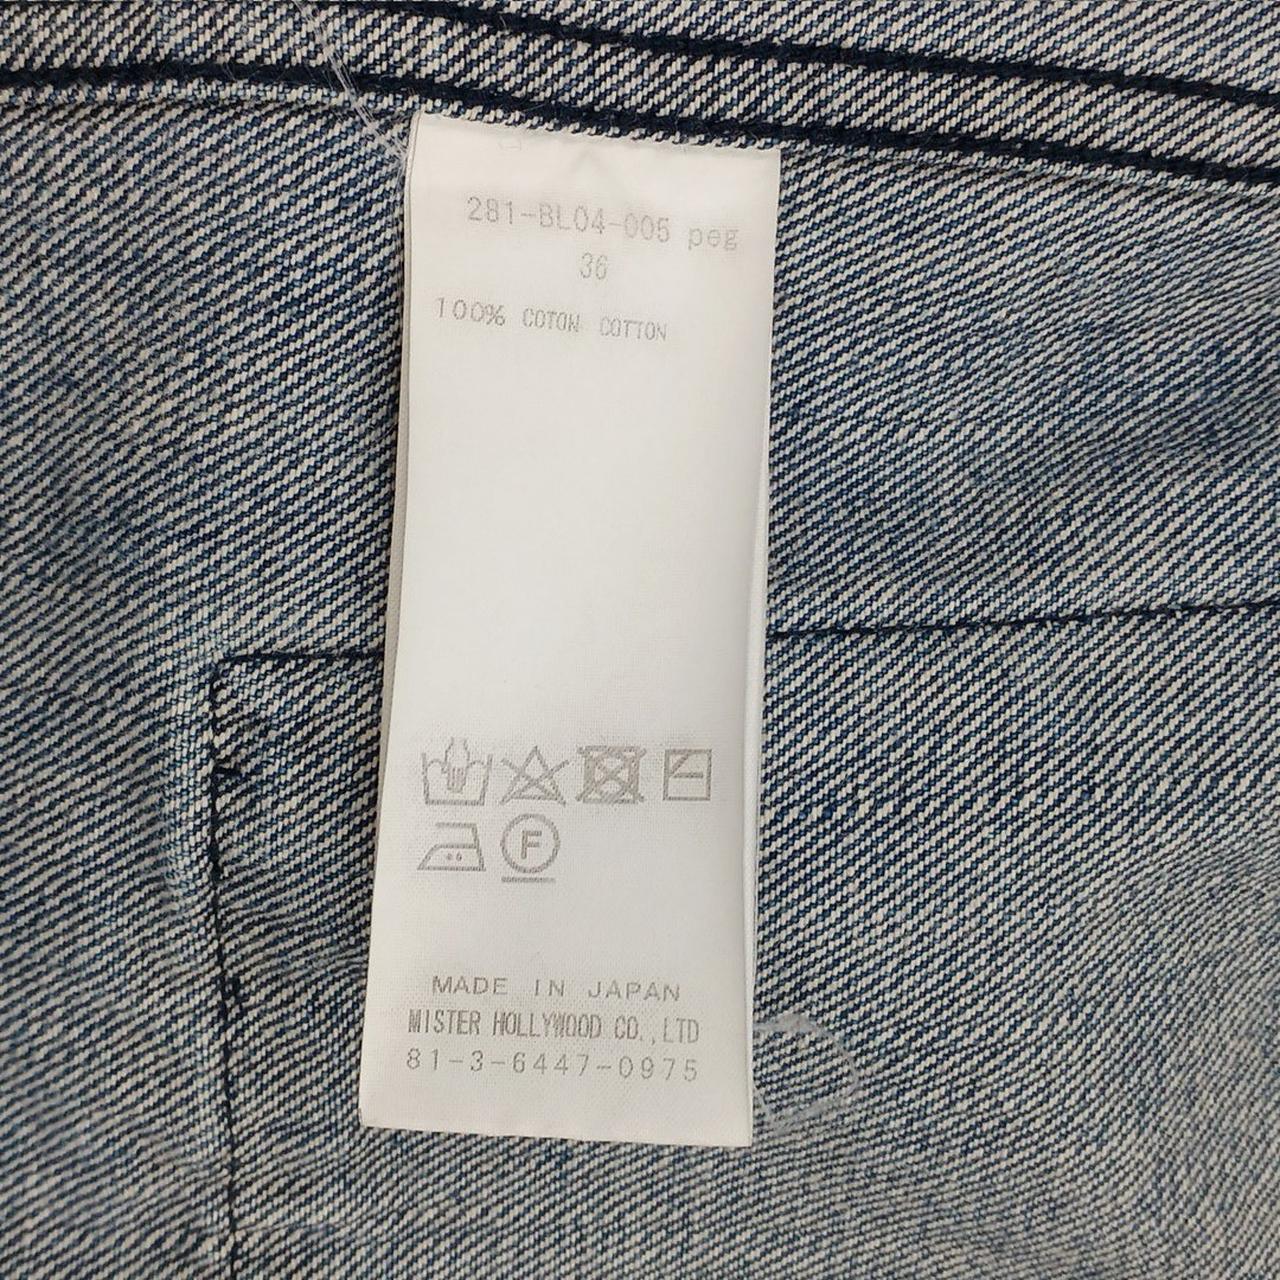 281-BL04-005 peg
36
100% COTON COTTON
F
MADE IN JAPAN
MISTER HOLLYWOOD CO.,LTD
81-3-6447-0975